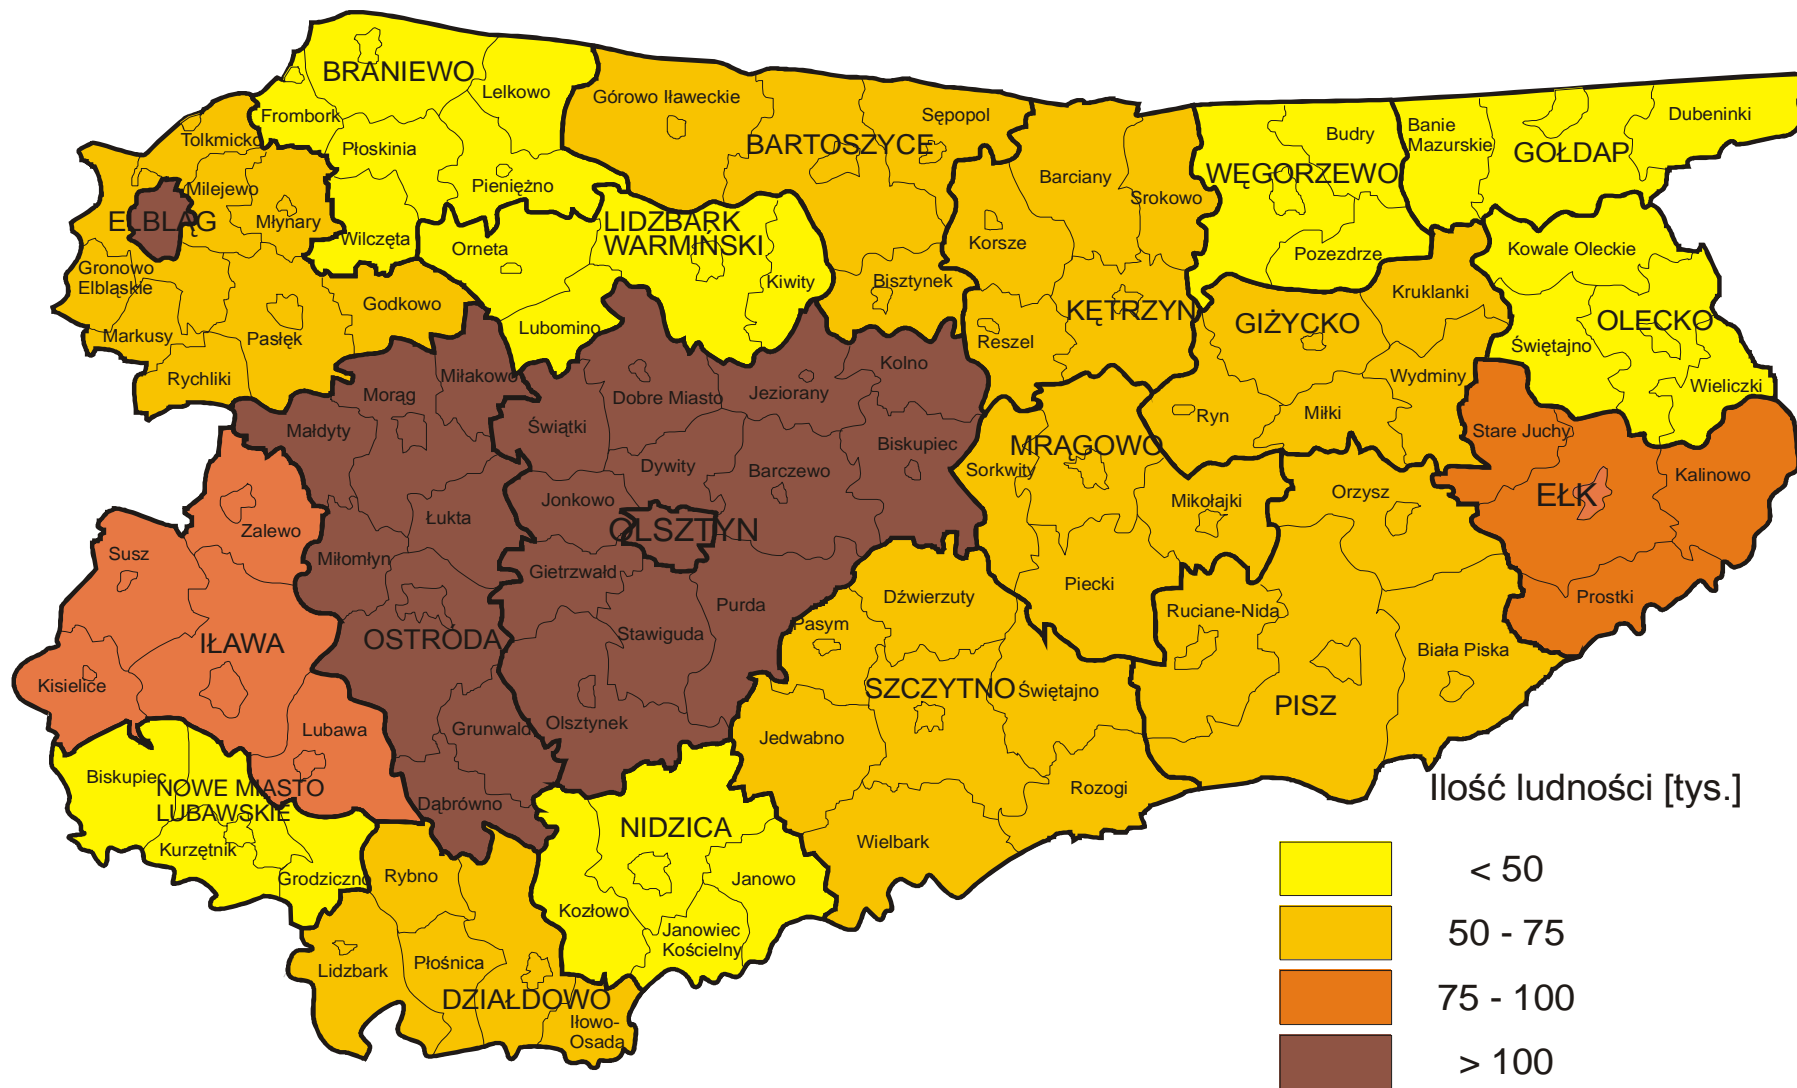 BRANIEWO
Lelkowo
Frombork
Płoskinia
Pieniężno
Wilczęta
Górowo Iławeckie
Sępopol
BARTOSZYCE
Bisztynek
Tolkmicko
Milejewo
ELBLĄG
Młynary
Gronowo
Elbląskie
Godkowo
Markusy
Pasłęk
Rychliki
Orneta
LIDZBARK
WARMIŃSKI
Kiwity
Lubomino
Barciany
Srokowo
Korsze
KĘTRZYN
Reszel
Budry
WĘGORZEWO
Pozezdrze
Banie
Mazurskie
Dubeninki
GOŁDAP
Kowale Oleckie
OLECKO
Świętajno
Wieliczki
Kruklanki
GIŻYCKO
Wydminy
Ryn
Miłki
Miłakowo
Morąg
Małdyty
Łukta
Miłomłyn
OSTRÓDA
Grunwald
Dąbrówno
Kolno
Dobre Miasto
Jeziorany
Świątki
Biskupiec
Dywity
Barczewo
Jonkowo
OLSZTYN
Gietrzwałd
Purda
Stawiguda
Olsztynek
MRĄGOWO
Sorkwity
Mikołajki
Piecki
Stare Juchy
Kalinowo
EŁK
Prostki
Orzysz
Ruciane-Nida
Biała Piska
PISZ
Zalewo
Susz
IŁAWA
Kisielice
Lubawa
Dźwierzuty
Pasym
SZCZYTNO
Świętajno
Jedwabno
Rozogi
Wielbark
Biskupiec
NOWE MIASTO
LUBAWSKIE
Kurzętnik
Grodziczno
NIDZICA
Janowo
Kozłowo
Janowiec
Kościelny
Rybno
Lidzbark
Płośnica
DZIAŁDOWO
Iłowo-
Osada
Ilość ludności [tys.]
< 50
50 - 75
75 - 100
> 100